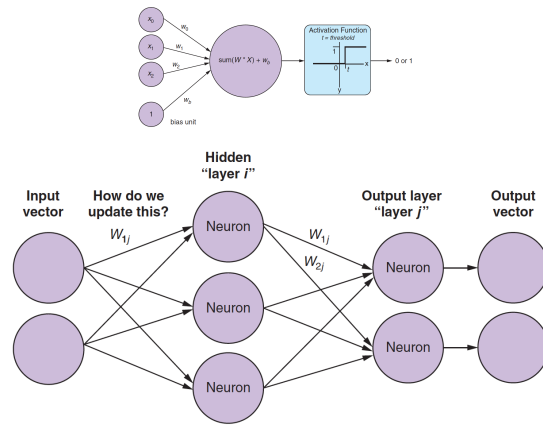 x0
x1
x2
1
w0
w1
w2
wb
bias unit
sum(W * X) + wb
Activation Function
t = threshold
1
0
t
x
y
0 or 1
Input
vector
How do we
update this?
Hidden
“layer i”
Output layer
“layer j”
Output
vector
W1j
Neuron
Neuron
Neuron
W1j
W2j
Neuron
Neuron